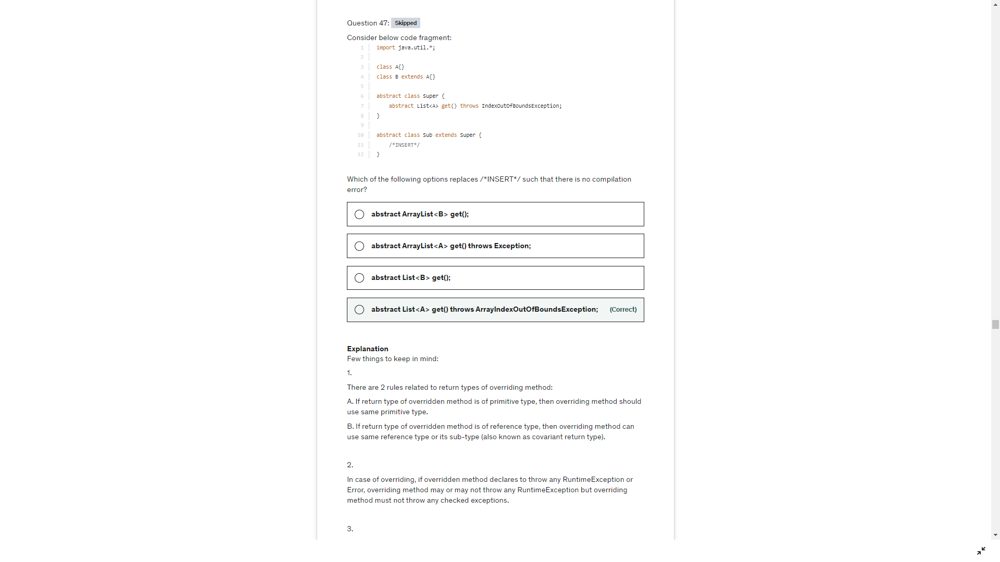 Question 47: Skipped
Consider below code fragment:
1 import java.util.*;
2
3 class A{}
4 class B extends A{}
5
6 abstract class Super {
7 abstract List<A> get() throws IndexOutOfBoundsException;
8 }
9
10 abstract class Sub extends Super {
11 /*INSERT*/
12 }
Which of the following options replaces /*INSERT*/ such that there is no compilation
error?
abstract ArrayList<B> get();
abstract ArrayList<A> get() throws Exception;
abstract List<B> get();
abstract List<A> get() throws ArrayIndexOutOfBoundsException; (Correct)
Explanation
Few things to keep in mind:
1.
There are 2 rules related to return types of overriding method:
A. If return type of overridden method is of primitive type, then overriding method should
use same primitive type.
B. If return type of overridden method is of reference type, then overriding method can
use same reference type or its sub-type (also known as covariant return type).
2.
In case of overriding, if overridden method declares to throw any RuntimeException or
Error, overriding method may or may not throw any RuntimeException but overriding
method must not throw any checked exceptions.
3.